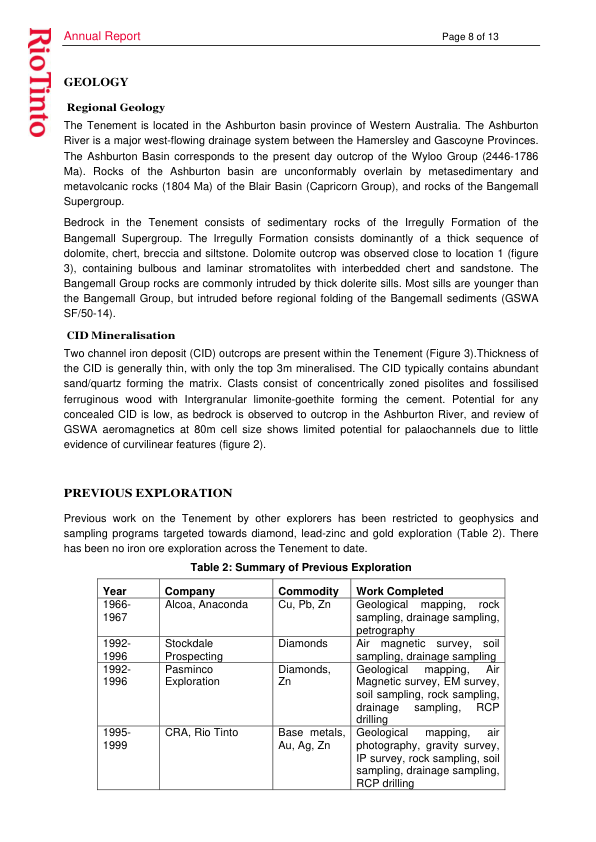 RioTinto
Annual Report Page 8 of 13
GEOLOGY
Regional Geology
The Tenement is located in the Ashburton basin province of Western Australia. The Ashburton
River is a major west-flowing drainage system between the Hamersley and Gascoyne Provinces.
The Ashburton Basin corresponds to the present day outcrop of the Wyloo Group (2446-1786
Ma). Rocks of the Ashburton basin are unconformably overlain by metasedimentary and
metavolcanic rocks (1804 Ma) of the Blair Basin (Capricorn Group), and rocks of the Bangemall
Supergroup.
Bedrock in the Tenement consists of sedimentary rocks of the Irregully Formation of the
Bangemall Supergroup. The Irregully Formation consists dominantly of a thick sequence of
dolomite, chert, breccia and siltstone. Dolomite outcrop was observed close to location 1 (figure
3), containing bulbous and laminar stromatolites with interbedded chert and sandstone. The
Bangemall Group rocks are commonly intruded by thick dolerite sills. Most sills are younger than
the Bangemall Group, but intruded before regional folding of the Bangemall sediments (GSWA
SF/50-14).
CID Mineralisation
Two channel iron deposit (CID) outcrops are present within the Tenement (Figure 3).Thickness of
the CID is generally thin, with only the top 3m mineralised. The CID typically contains abundant
sand/quartz forming the matrix. Clasts consist of concentrically zoned pisolites and fossilised
ferruginous wood with Intergranular limonite-goethite forming the cement. Potential for any
concealed CID is low, as bedrock is observed to outcrop in the Ashburton River, and review of
GSWA aeromagnetics at 80m cell size shows limited potential for palaochannels due to little
evidence of curvilinear features (figure 2).
PREVIOUS EXPLORATION
Previous work on the Tenement by other explorers has been restricted to geophysics and
sampling programs targeted towards diamond, lead-zinc and gold exploration (Table 2). There
has been no iron ore exploration across the Tenement to date.
Table 2: Summary of Previous Exploration
Year Company Commodity Work Completed
1966- Alcoa, Anaconda Cu, Pb, Zn Geological mapping, rock
1967 sampling, drainage sampling,
petrography
1992- Stockdale Diamonds Air magnetic survey, soil
1996 Prospecting sampling, drainage sampling
1992- Pasminco Diamonds, Geological mapping, Air
1996 Exploration Zn Magnetic survey, EM survey,
soil sampling, rock sampling,
drainage sampling, RCP
drilling
1995- CRA, Rio Tinto Base metals, Geological mapping, air
1999 Au, Ag, Zn photography, gravity survey,
IP survey, rock sampling, soil
sampling, drainage sampling,
RCP drilling